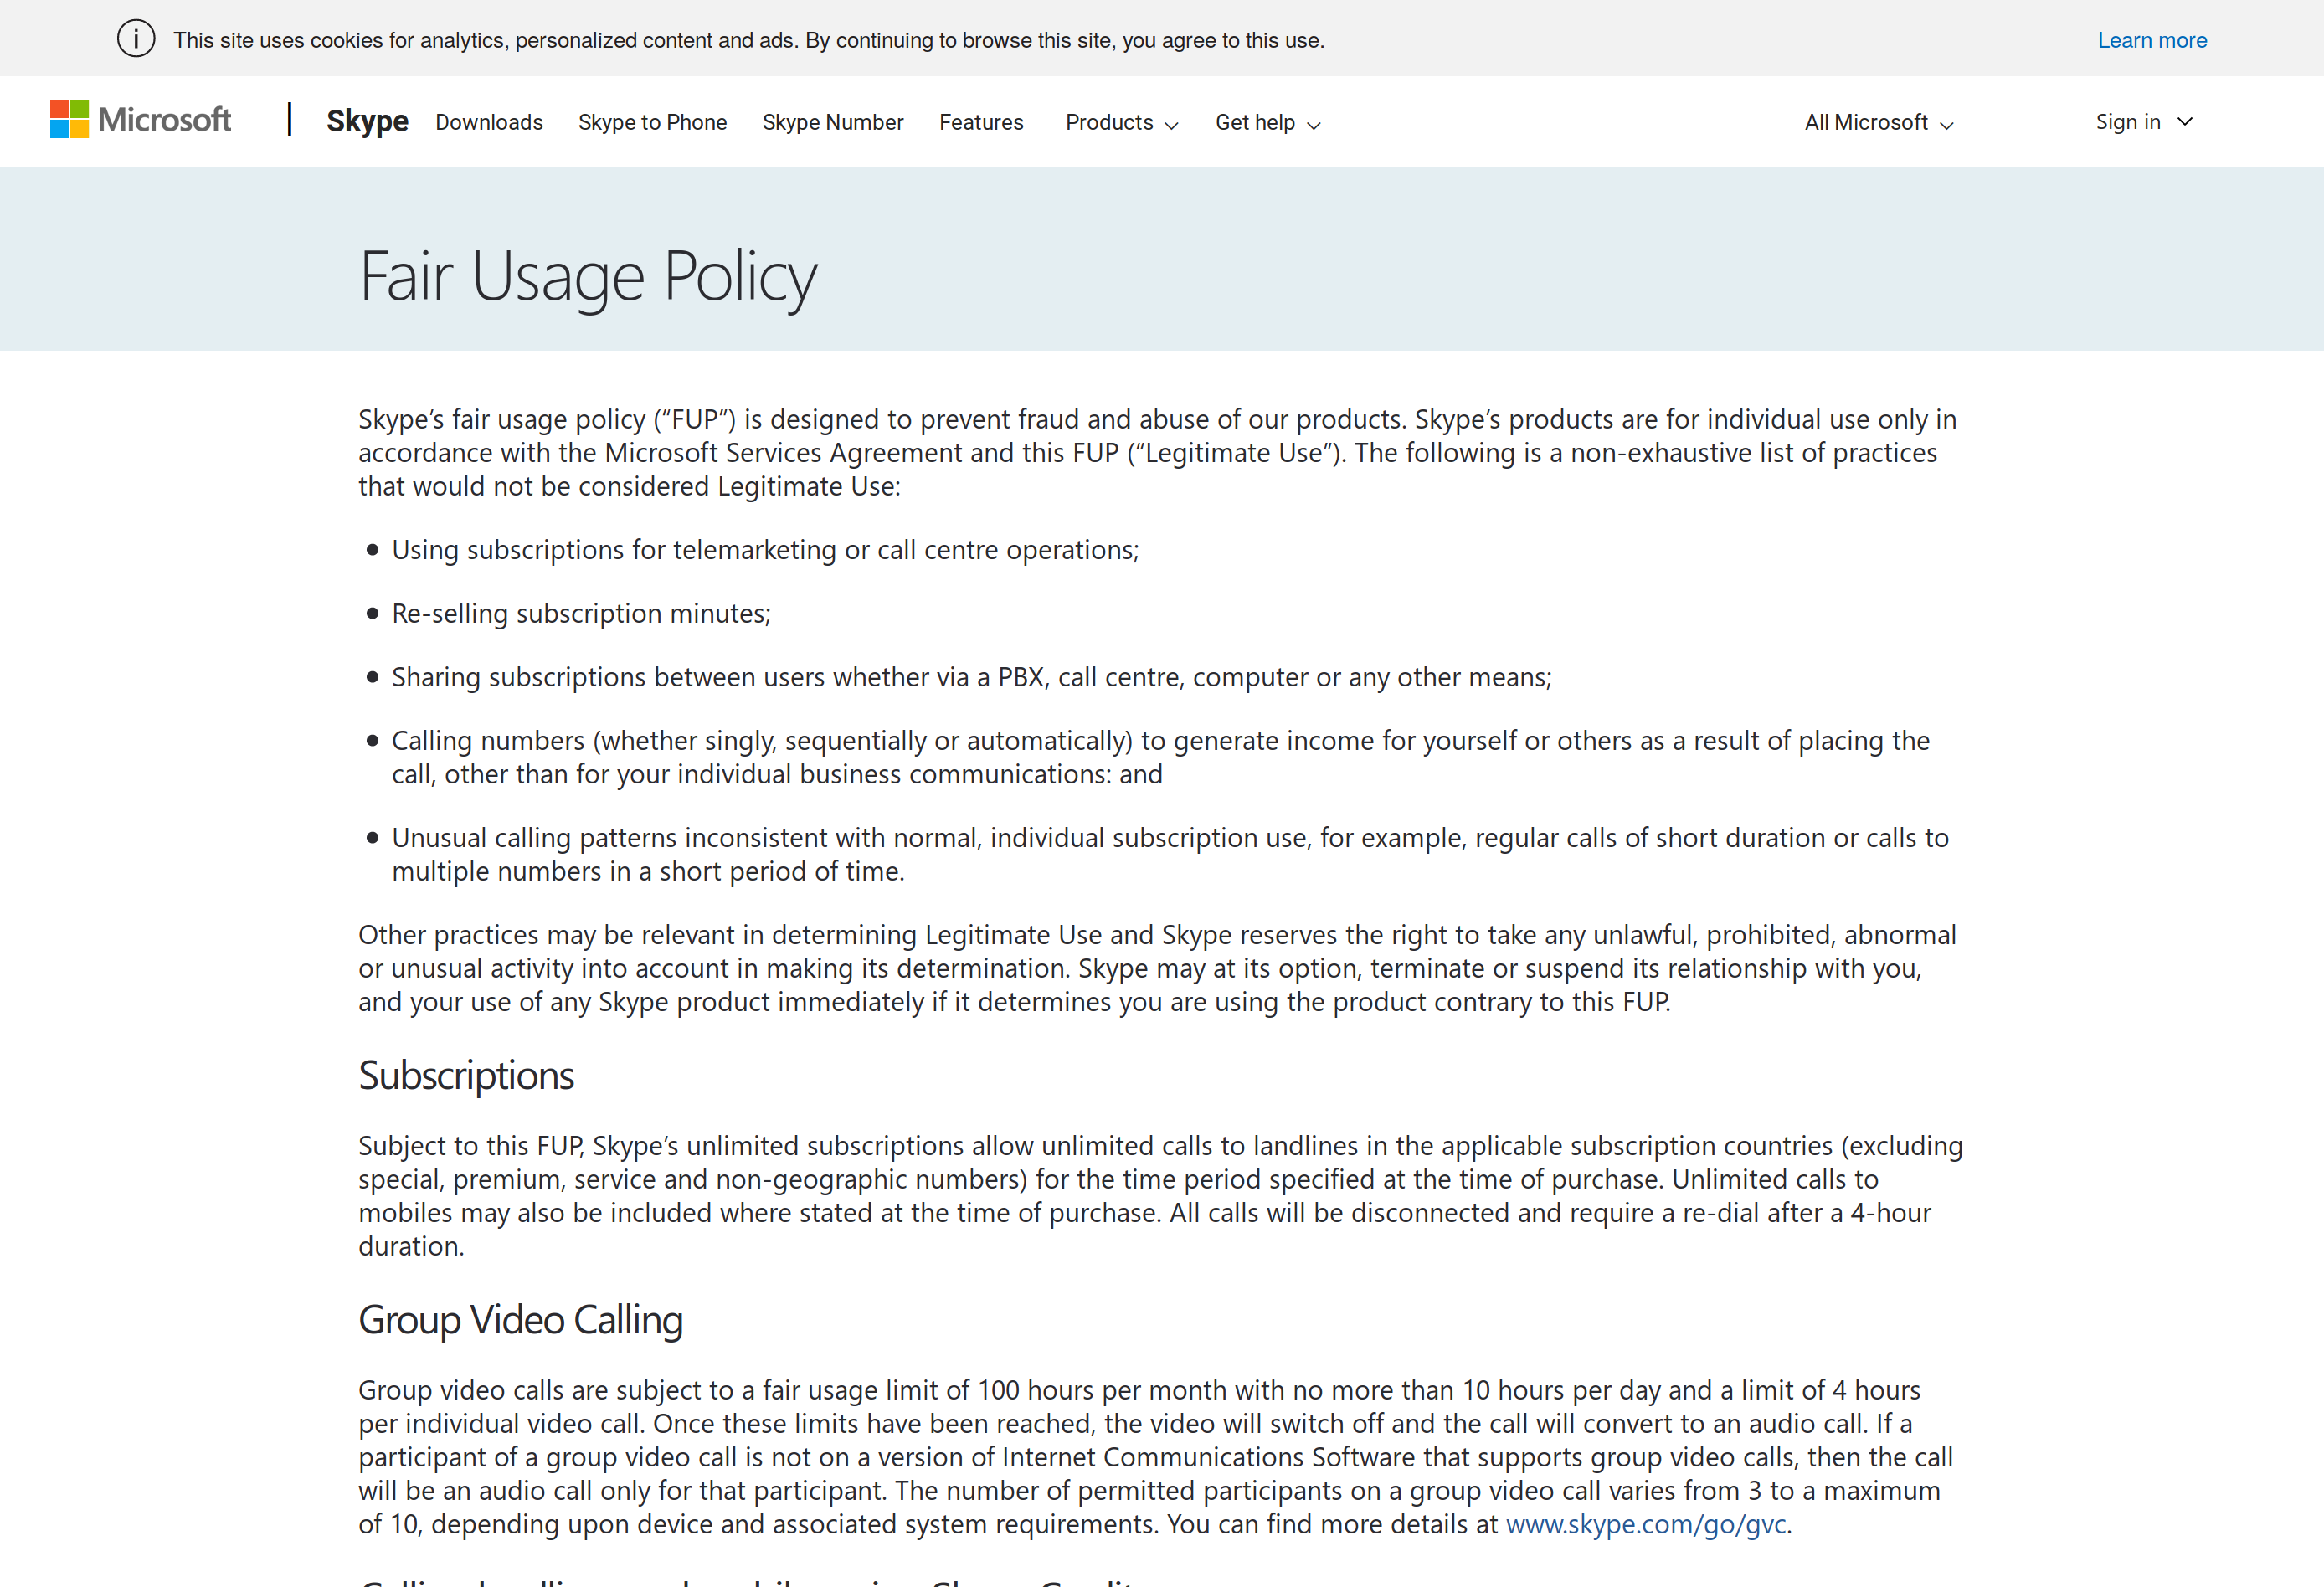 This site uses cookies for analytics, personalized content and ads. By continuing to browse this site, you agree to this use.
Learn more
Microsoft
Skype
Downloads
Skype to Phone
Skype Number
Features
Products
Get help
All Microsoft
Sign in
Fair Usage Policy
Skype’s fair usage policy (“FUP”) is designed to prevent fraud and abuse of our products. Skype’s products are for individual use only in
accordance with the Microsoft Services Agreement and this FUP (“Legitimate Use”). The following is a non-exhaustive list of practices
that would not be considered Legitimate Use:
Using subscriptions for telemarketing or call centre operations;
Re-selling subscription minutes;
Sharing subscriptions between users whether via a PBX, call centre, computer or any other means;
Calling numbers (whether singly, sequentially or automatically) to generate income for yourself or others as a result of placing the
call, other than for your individual business communications: and
Unusual calling patterns inconsistent with normal, individual subscription use, for example, regular calls of short duration or calls to
multiple numbers in a short period of time.
Other practices may be relevant in determining Legitimate Use and Skype reserves the right to take any unlawful, prohibited, abnormal
or unusual activity into account in making its determination. Skype may at its option, terminate or suspend its relationship with you,
and your use of any Skype product immediately if it determines you are using the product contrary to this FUP.
Subscriptions
Subject to this FUP, Skype’s unlimited subscriptions allow unlimited calls to landlines in the applicable subscription countries (excluding
special, premium, service and non-geographic numbers) for the time period specified at the time of purchase. Unlimited calls to
mobiles may also be included where stated at the time of purchase. All calls will be disconnected and require a re-dial after a 4-hour
duration.
Group Video Calling
Group video calls are subject to a fair usage limit of 100 hours per month with no more than 10 hours per day and a limit of 4 hours
per individual video call. Once these limits have been reached, the video will switch off and the call will convert to an audio call. If a
participant of a group video call is not on a version of Internet Communications Software that supports group video calls, then the call
will be an audio call only for that participant. The number of permitted participants on a group video call varies from 3 to a maximum
of 10, depending upon device and associated system requirements. You can find more details at www.skype.com/go/gvc.